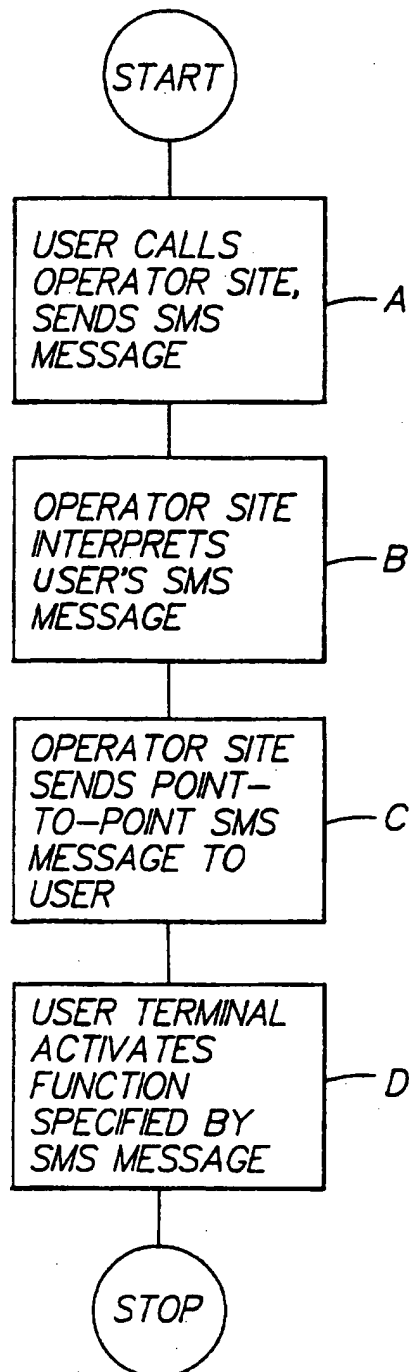 START
USER CALLS
OPERATOR SITE,
SENDS SMS
MESSAGE
A
OPERATOR SITE
INTERPRETS
USER'S SMS
MESSAGE
B
OPERATOR SITE
SENDS POINT-
TO-POINT SMS
MESSAGE TO
USER
C
USER TERMINAL
ACTIVATES
FUNCTION
SPECIFIED BY
SMS MESSAGE
D
STOP